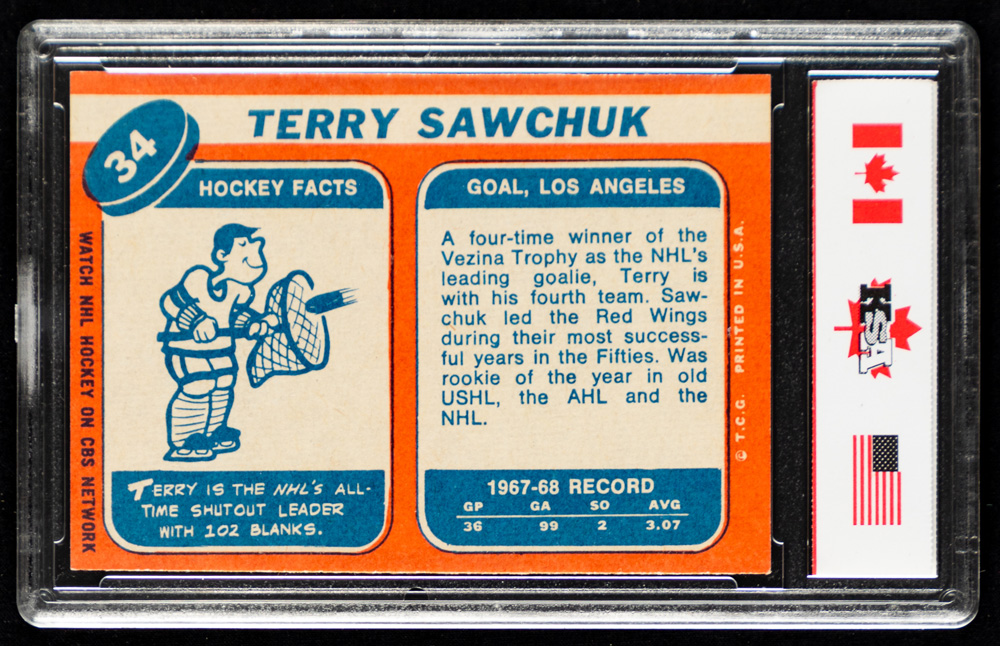 34
TERRY SAWCHUK
HOCKEY FACTS
TERRY IS THE NHL'S ALL-
TIME SHUTOUT LEADER
WITH 102 BLANKS.
GOAL, LOS ANGELES
A four-time winner of the
Vezina Trophy as the NHL's
leading goalie, Terry is
with his fourth team. Saw-
chuk led the Red Wings
during their most success-
ful years in the Fifties. Was
rookie of the year in old
USHL, the AHL and the
NHL.
1967-68 RECORD
GP GA SO AVG
36 99 2 3.07
WATCH NHL HOCKEY ON CBS NETWORK
© T.C.G. PRINTED IN U.S.A.
KSA